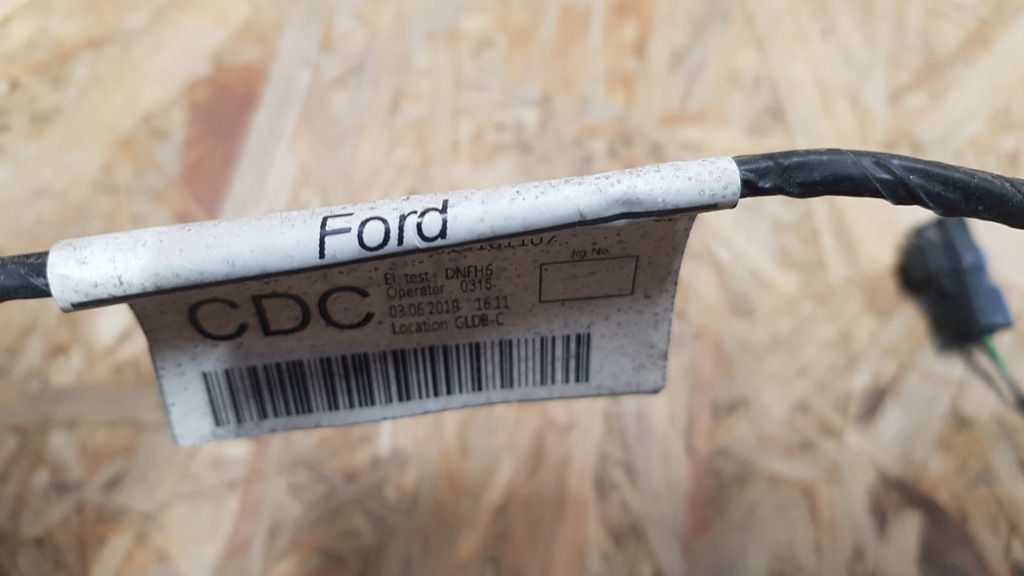 Ford
Jig No.
El. test DNFH6
CDC
Operator 0315
03.06.2019 16:11
Location GLDB-C